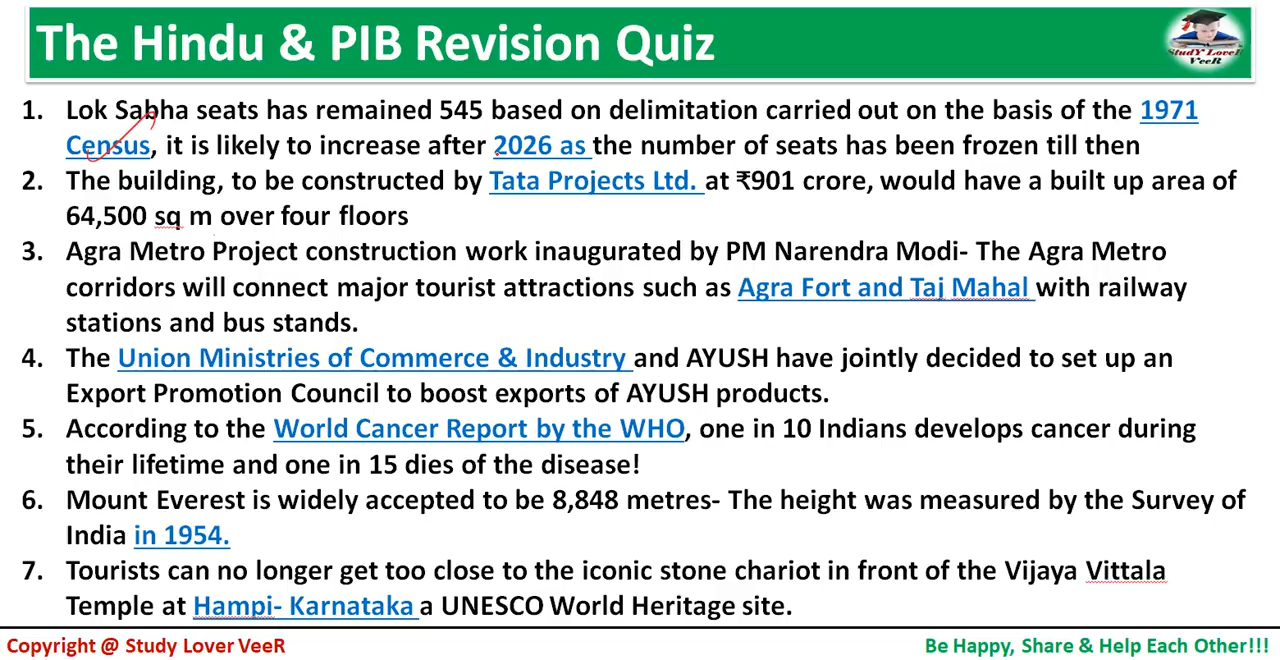 The Hindu & PIB Revision Quiz
StudY LoveR
VeeR
1. Lok Sabha seats has remained 545 based on delimitation carried out on the basis of the 1971
Census, it is likely to increase after 2026 as the number of seats has been frozen till then
2. The building, to be constructed by Tata Projects Ltd. at ₹901 crore, would have a built up area of
64,500 sq m over four floors
3. Agra Metro Project construction work inaugurated by PM Narendra Modi- The Agra Metro
corridors will connect major tourist attractions such as Agra Fort and Taj Mahal with railway
stations and bus stands.
4. The Union Ministries of Commerce & Industry and AYUSH have jointly decided to set up an
Export Promotion Council to boost exports of AYUSH products.
5. According to the World Cancer Report by the WHO, one in 10 Indians develops cancer during
their lifetime and one in 15 dies of the disease!
6. Mount Everest is widely accepted to be 8,848 metres- The height was measured by the Survey of
India in 1954.
7. Tourists can no longer get too close to the iconic stone chariot in front of the Vijaya Vittala
Temple at Hampi- Karnataka a UNESCO World Heritage site.
Copyright @ Study Lover VeeR
Be Happy, Share & Help Each Other!!!